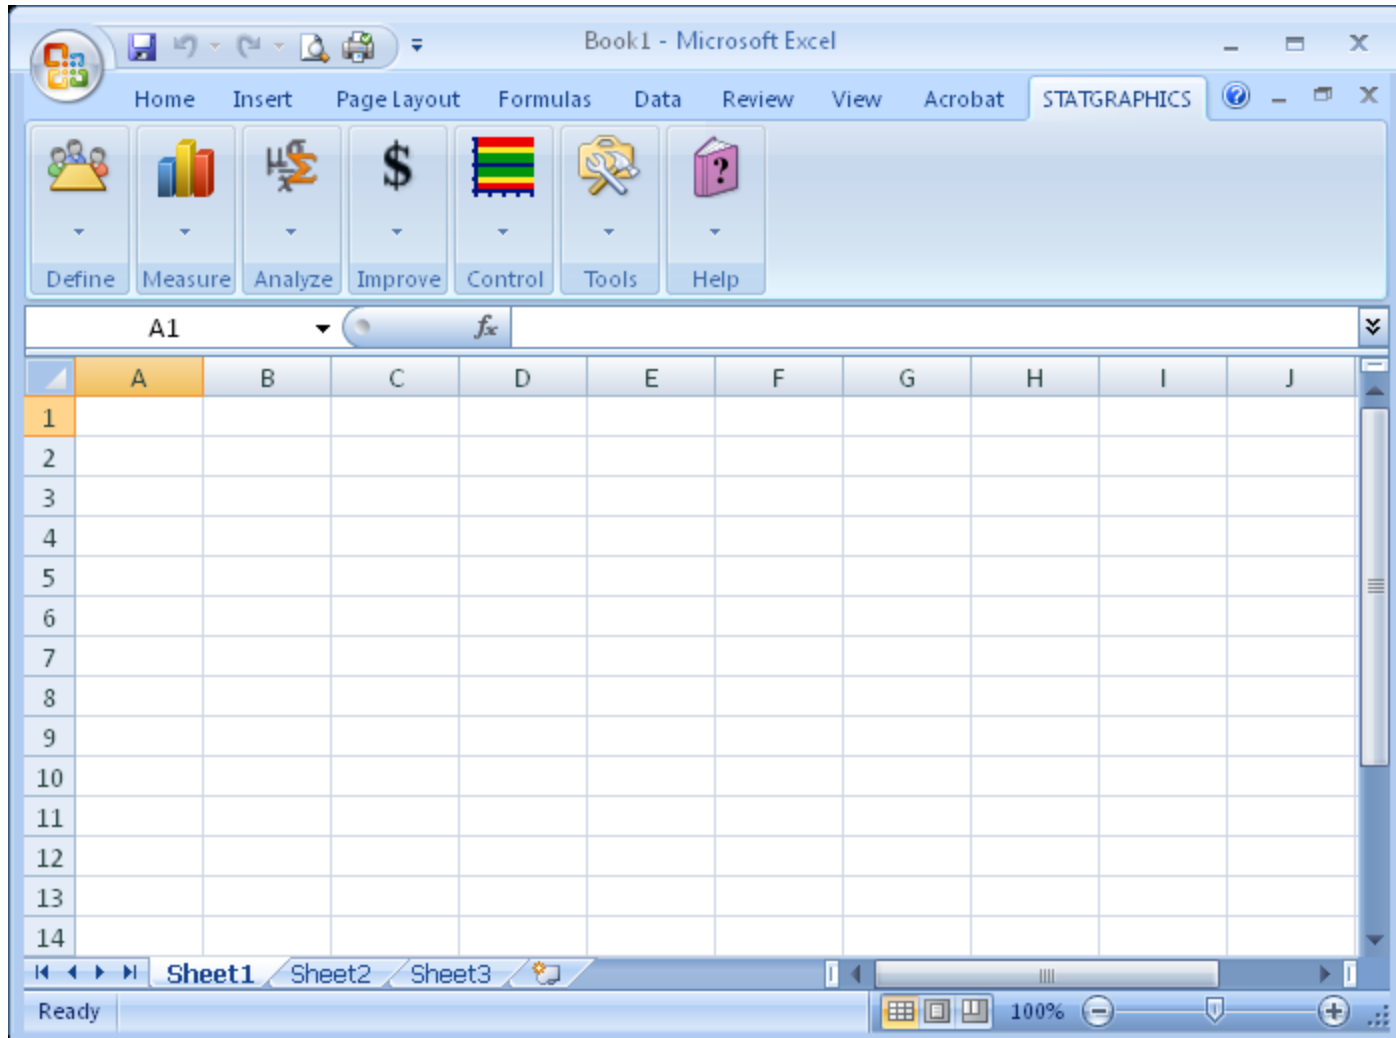 Book1 - Microsoft Excel
Home Insert Page Layout Formulas Data Review View Acrobat STATGRAPHICS
μσ x Σ $ ?
Define Measure Analyze Improve Control Tools Help
A1 fx
A B C D E F G H I J
1
2
3
4
5
6
7
8
9
10
11
12
13
14
Sheet1 Sheet2 Sheet3
Ready 100%